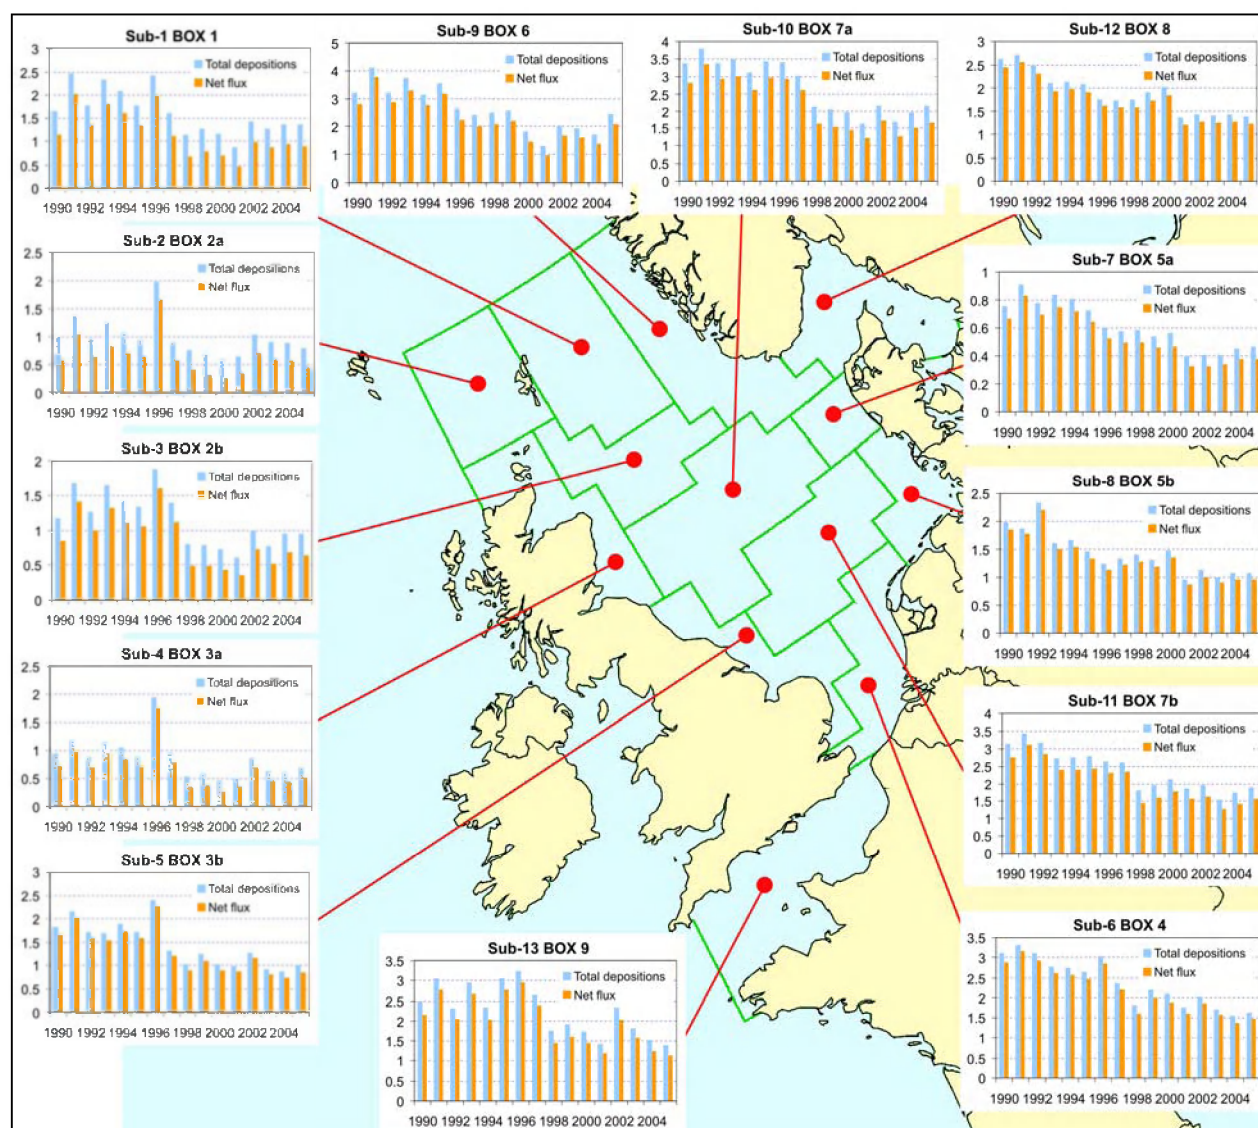 Sub-1 BOX 1
3
2.5
2
1.5
1
0.5
0
Total depositions
Net flux
1990 1992 1994 1996 1998 2000 2002 2004
Sub-9 BOX 6
5
4
3
2
1
0
Total depositions
Net flux
1990 1992 1994 1996 1998 2000 2002 2004
Sub-10 BOX 7a
4
3.5
3
2.5
2
1.5
1
0.5
0
Total depositions
Net flux
1990 1992 1994 1996 1998 2000 2002 2004
Sub-12 BOX 8
3
2.5
2
1.5
1
0.5
0
Total depositions
Net flux
1990 1992 1994 1996 1998 2000 2002 2004
Sub-2 BOX 2a
2.5
2
1.5
1
0.5
0
Total depositions
Net flux
1990 1992 1994 1996 1998 2000 2002 2004
Sub-7 BOX 5a
1
0.8
0.6
0.4
0.2
0
Total depositions
Net flux
1990 1992 1994 1996 1998 2000 2002 2004
Sub-3 BOX 2b
2
1.5
1
0.5
0
Total depositions
Net flux
1990 1992 1994 1996 1998 2000 2002 2004
Sub-8 BOX 5b
2.5
2
1.5
1
0.5
0
Total depositions
Net flux
1990 1992 1994 1996 1998 2000 2002 2004
Sub-4 BOX 3a
2.5
2
1.5
1
0.5
0
Total depositions
Net flux
1990 1992 1994 1996 1998 2000 2002 2004
Sub-11 BOX 7b
4
3.5
3
2.5
2
1.5
1
0.5
0
Total depositions
Net flux
1990 1992 1994 1996 1998 2000 2002 2004
Sub-5 BOX 3b
3
2.5
2
1.5
1
0.5
0
Total depositions
Net flux
1990 1992 1994 1996 1998 2000 2002 2004
Sub-13 BOX 9
3.5
3
2.5
2
1.5
1
0.5
0
Total depositions
Net flux
1990 1992 1994 1996 1998 2000 2002 2004
Sub-6 BOX 4
3.5
3
2.5
2
1.5
1
0.5
0
Total depositions
Net flux
1990 1992 1994 1996 1998 2000 2002 2004